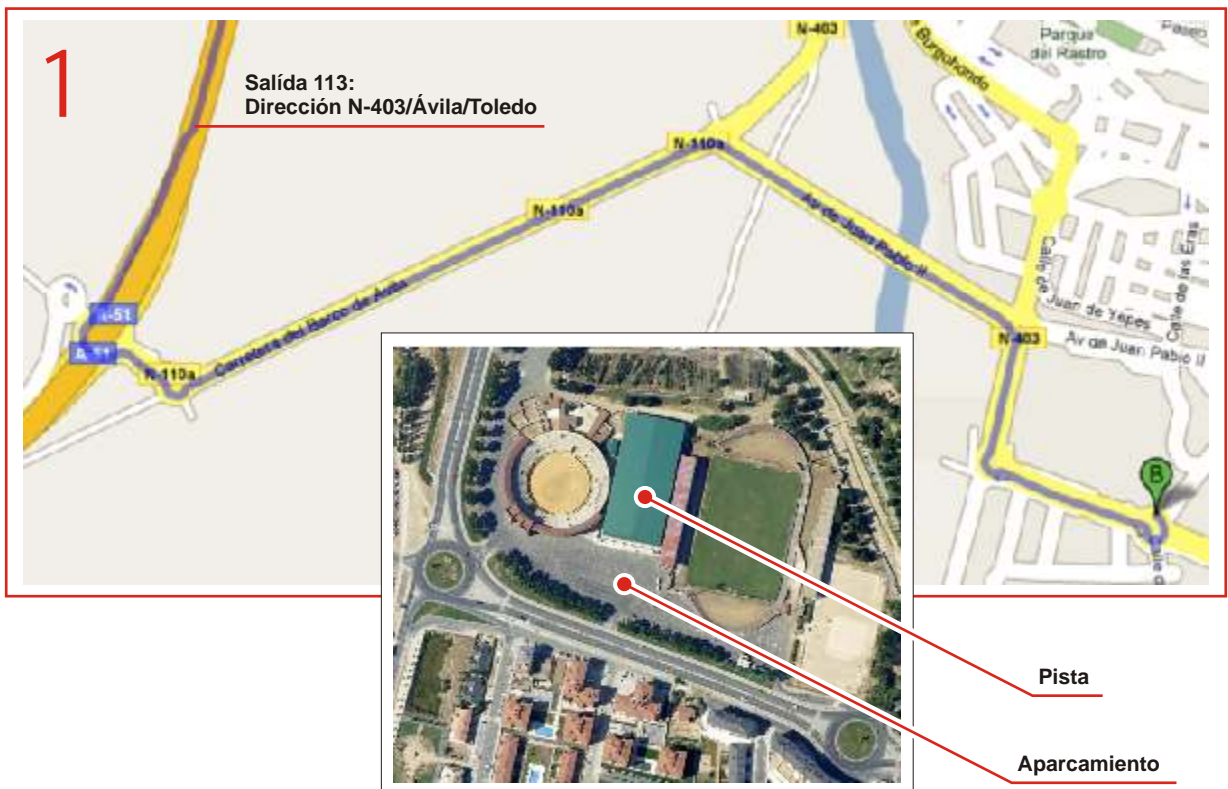 1
Salída 113:
Dirección N-403/Ávila/Toledo
N-403
Burgohondo
Parque
del Rastro
Paseo
N-110a
N-110a
Av de Juan Pablo II
Calle de las Eras
Calle de
Juan de Yepes
Av de Juan Pablo II
N-403
Carretera del Barco de Ávila
A-51
N-110a
B
Pista
Aparcamiento